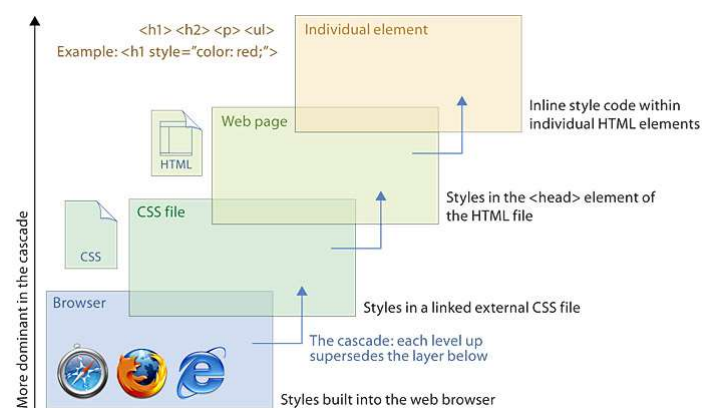 <h1> <h2> <p> <ul>
Example: <h1 style="color: red;">
Individual element
Inline style code within
individual HTML elements
Web page
HTML
Styles in the <head> element of
the HTML file
CSS file
CSS
Styles in a linked external CSS file
Browser
The cascade: each level up
supersedes the layer below
Styles built into the web browser
More dominant in the cascade